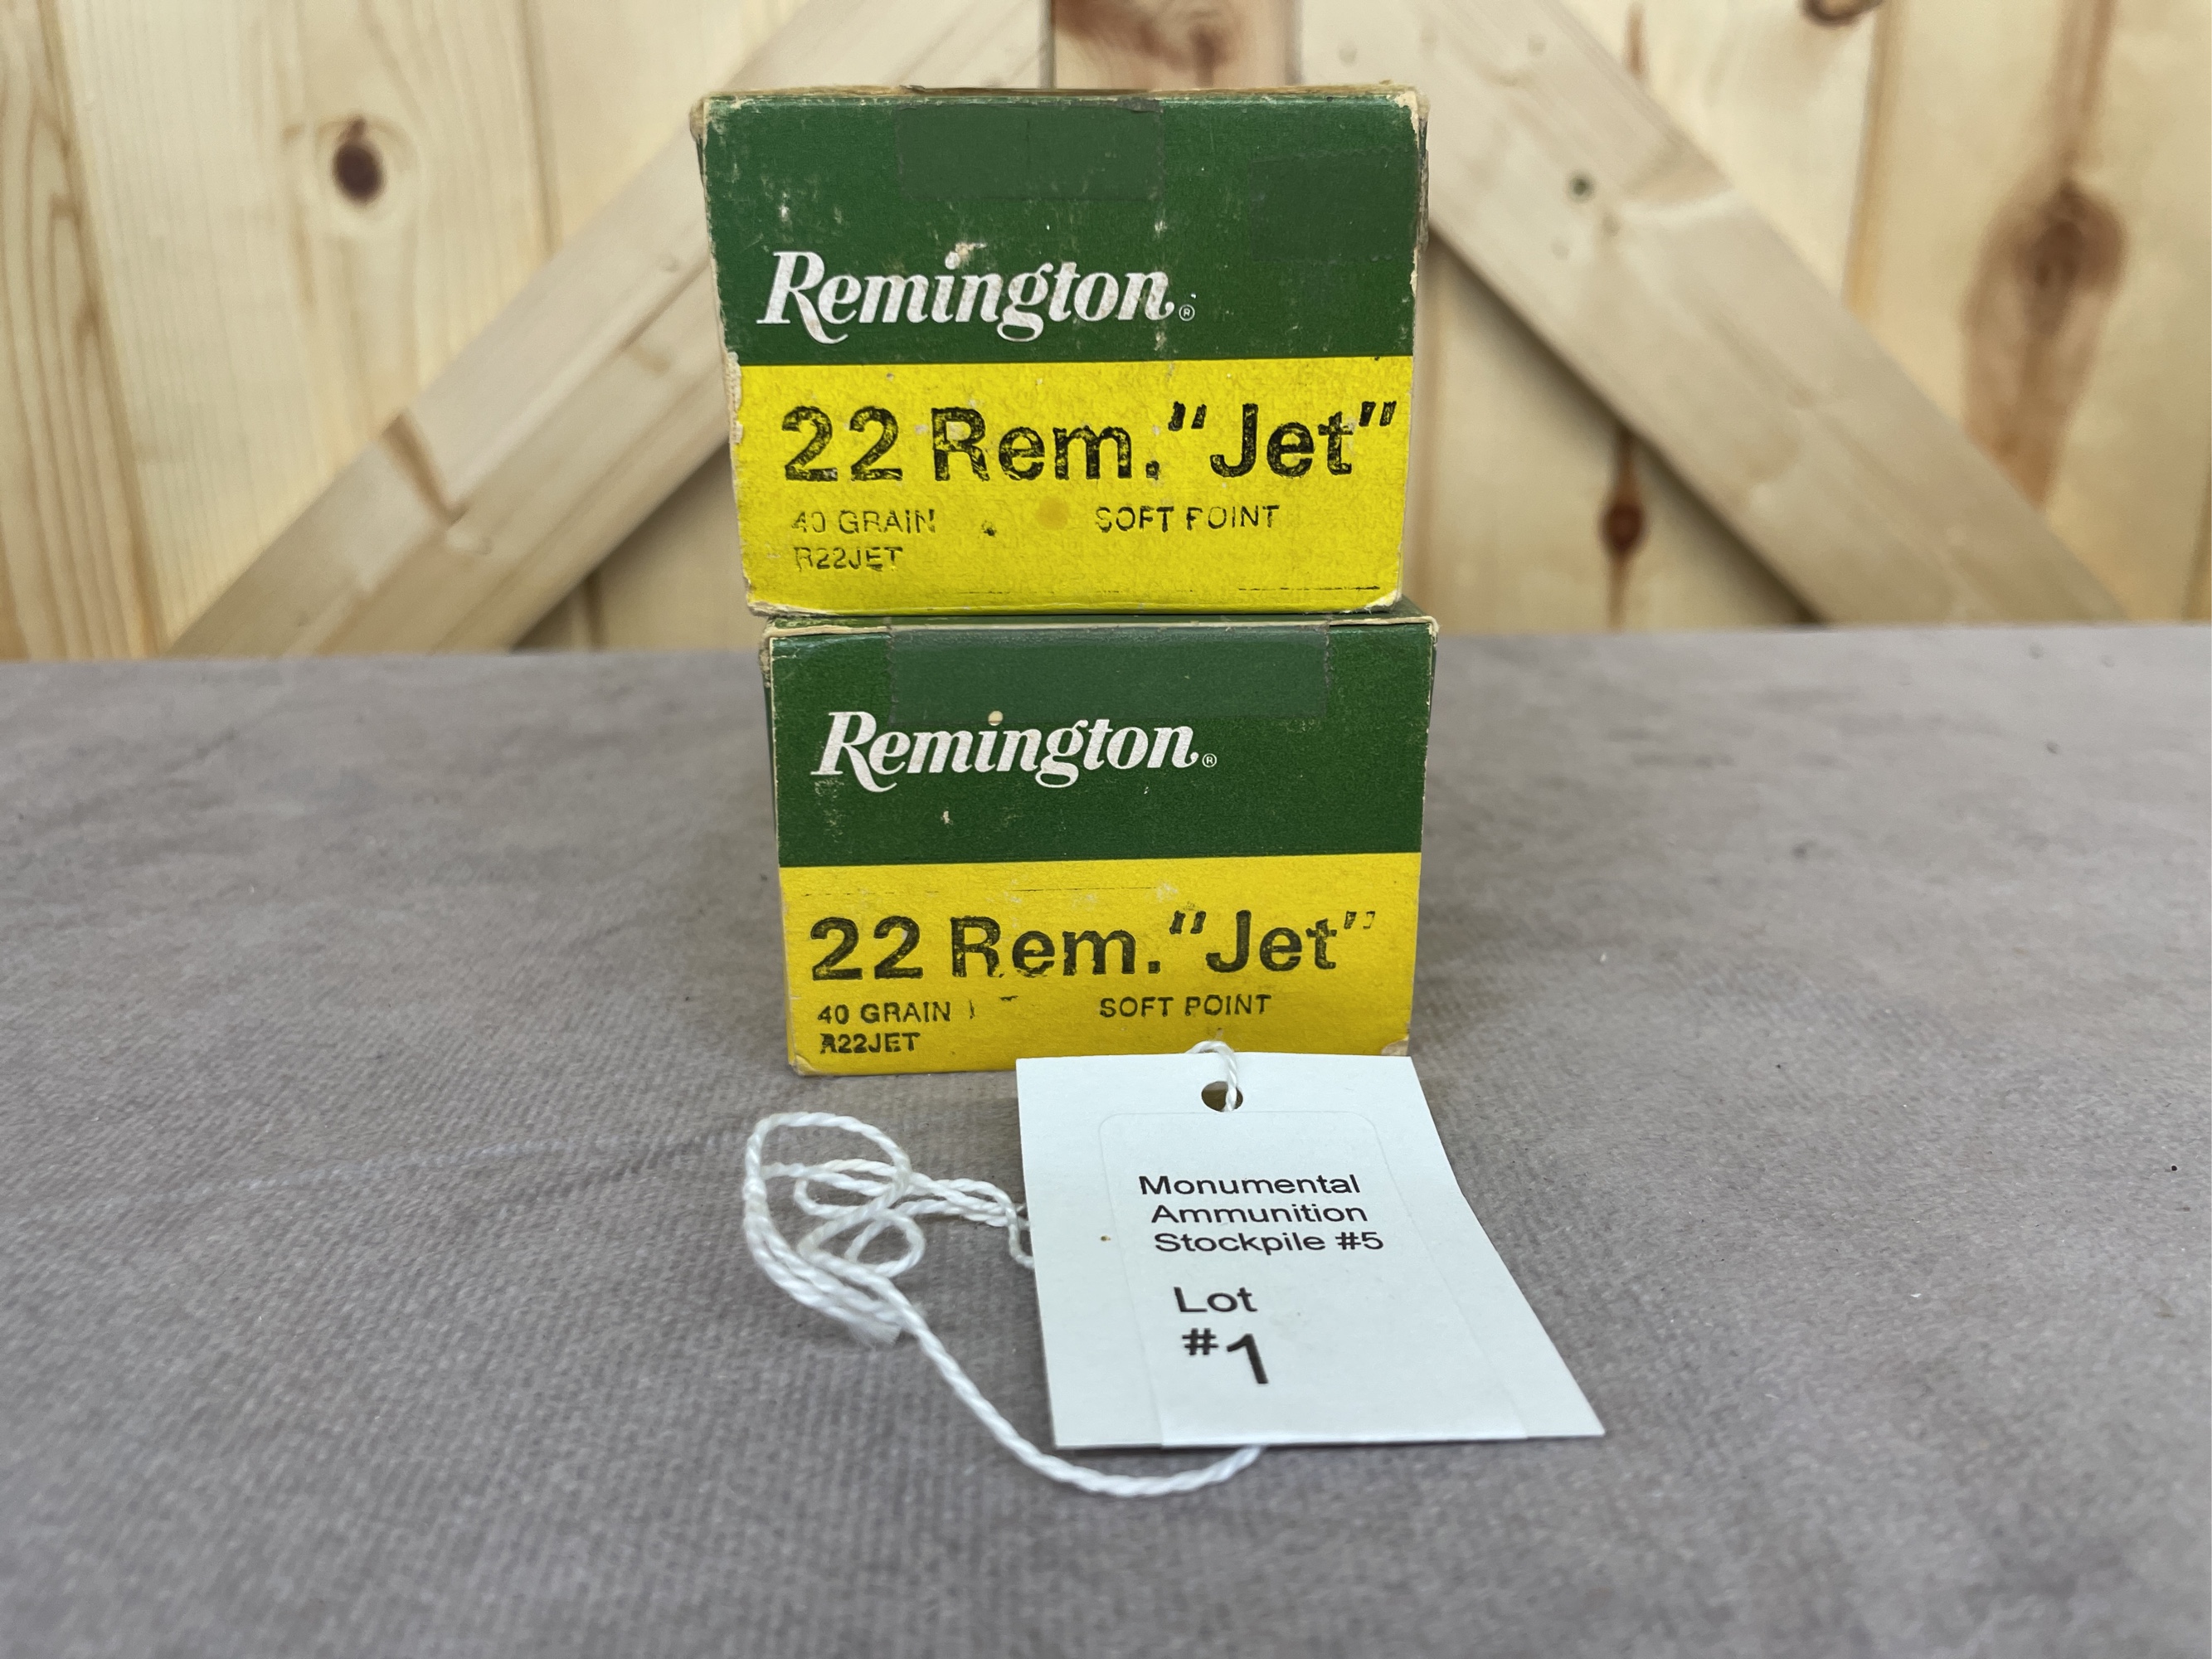 Remington®
22 Rem. "Jet"
40 GRAIN SOFT POINT
R22JET
Remington®
22 Rem. "Jet"
40 GRAIN SOFT POINT
R22JET
Monumental
Ammunition
Stockpile #5
Lot
#1